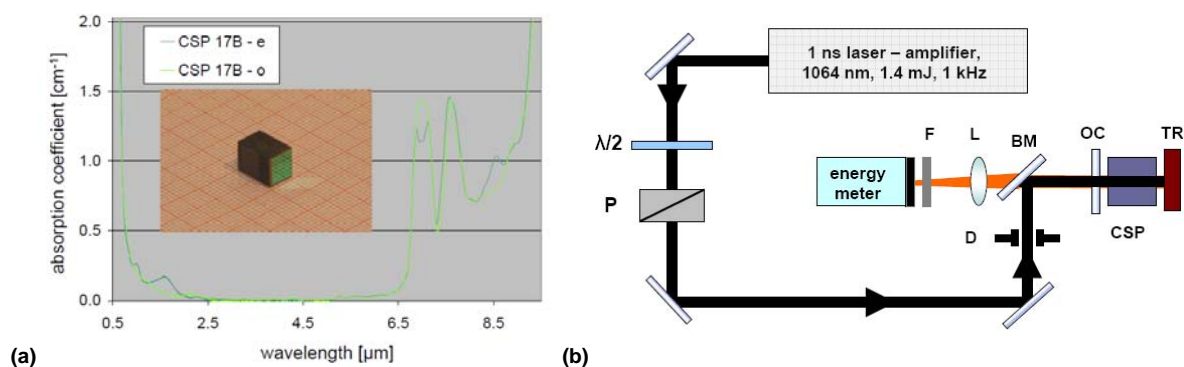 absorption coefficient [cm⁻¹]
2.0
1.5
1.0
0.5
0.0
CSP 17B - e
CSP 17B - o
0.5 2.5 4.5 6.5 8.5
wavelength [µm]
(a)
1 ns laser – amplifier,
1064 nm, 1.4 mJ, 1 kHz
λ/2
P
energy
meter
F
L
BM
OC
TR
D
CSP
(b)